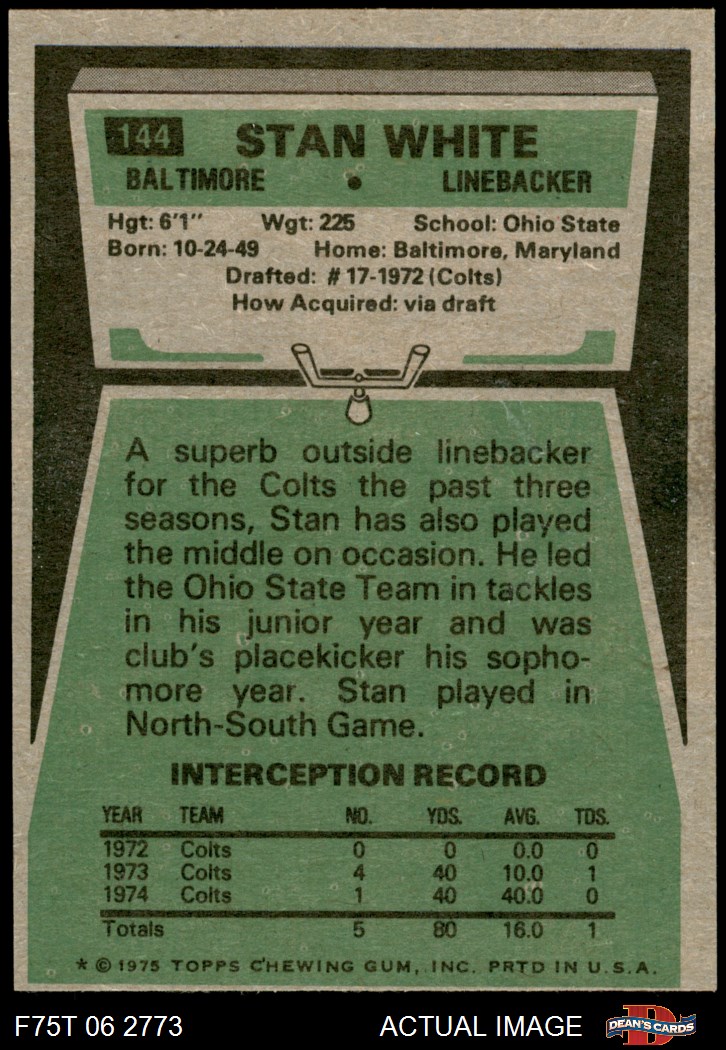 144 STAN WHITE
BALTIMORE • LINEBACKER
Hgt: 6'1" Wgt: 225 School: Ohio State
Born: 10-24-49 Home: Baltimore, Maryland
Drafted: #17-1972 (Colts)
How Acquired: via draft
A superb outside linebacker
for the Colts the past three
seasons, Stan has also played
the middle on occasion. He led
the Ohio State Team in tackles
in his junior year and was
club's placekicker his sopho-
more year. Stan played in
North-South Game.
INTERCEPTION RECORD
YEAR TEAM NO. YDS. AVG. TDS.
1972 Colts 0 0 0.0 0
1973 Colts 4 40 10.0 1
1974 Colts 1 40 40.0 0
Totals 5 80 16.0 1
* © 1975 TOPPS CHEWING GUM, INC. PRTD IN U.S.A.
F75T 06 2773 ACTUAL IMAGE D DEAN'S CARDS